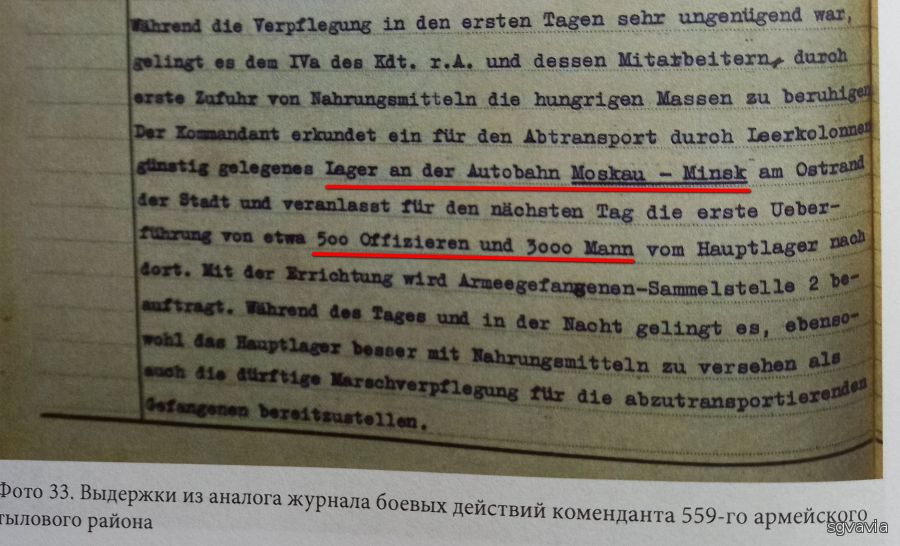 Während die Verpflegung in den ersten Tagen sehr ungenügend war,
gelingt es dem IVa des Kdt. r.A. und dessen Mitarbeitern, durch
erste Zufuhr von Nahrungsmitteln die hungrigen Massen zu beruhigen
Der Kommandant erkundet ein für den Abtransport durch Leerkolonnen
günstig gelegenes Lager an der Autobahn Moskau - Minsk am Ostrand
der Stadt und veranlasst für den nächsten Tag die erste Ueber-
führung von etwa 500 Offizieren und 3000 Mann vom Hauptlager nach
dort. Mit der Errichtung wird Armeegefangenen-Sammelstelle 2 be-
auftragt. Während des Tages und in der Nacht gelingt es, ebenso-
wohl das Hauptlager besser mit Nahrungsmitteln zu versehen als
auch die dürftige Marschverpflegung für die abzutransportierenden
Gefangenen bereitzustellen.
Фото 33. Выдержки из аналога журнала боевых действий коменданта 559-го армейского
тылового района
sgvavia